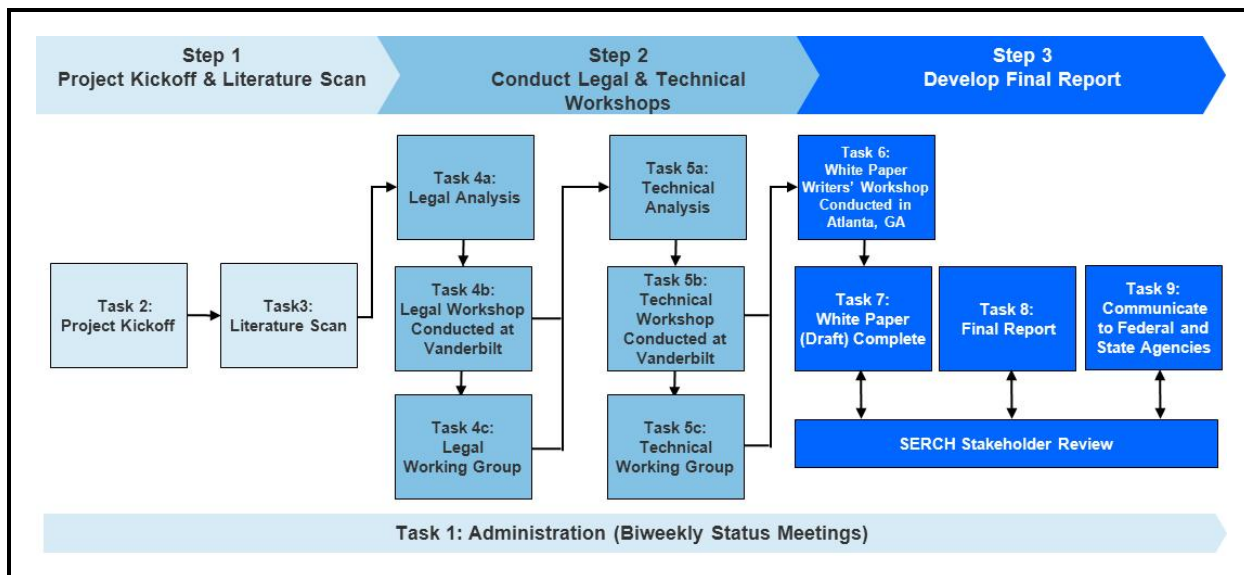 Step 1
Project Kickoff & Literature Scan
Step 2
Conduct Legal & Technical
Workshops
Step 3
Develop Final Report
Task 2:
Project Kickoff
Task3:
Literature Scan
Task 4a:
Legal Analysis
Task 4b:
Legal Workshop
Conducted at
Vanderbilt
Task 4c:
Legal
Working Group
Task 5a:
Technical
Analysis
Task 5b:
Technical
Workshop
Conducted at
Vanderbilt
Task 5c:
Technical
Working Group
Task 6:
White Paper
Writers’ Workshop
Conducted in
Atlanta, GA
Task 7:
White Paper
(Draft) Complete
Task 8:
Final Report
Task 9:
Communicate
to Federal and
State Agencies
SERCH Stakeholder Review
Task 1: Administration (Biweekly Status Meetings)